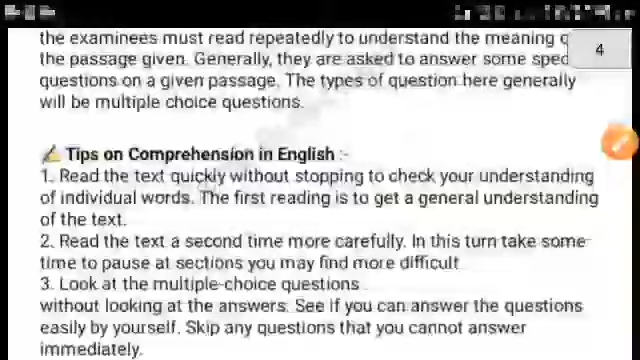 the examinees must read repeatedly to understand the meaning
4
the passage given. Generally, they are asked to answer some
questions on a given passage. The types of question here generally
will be multiple choice questions.
✍️ Tips on Comprehension in English :-
1. Read the text quickly without stopping to check your understanding
of individual words. The first reading is to get a general understanding
of the text.
2. Read the text a second time more carefully. In this turn take some
time to pause at sections you may find more difficult
3. Look at the multiple-choice questions
without looking at the answers. See if you can answer the questions
easily by yourself. Skip any questions that you cannot answer
immediately.